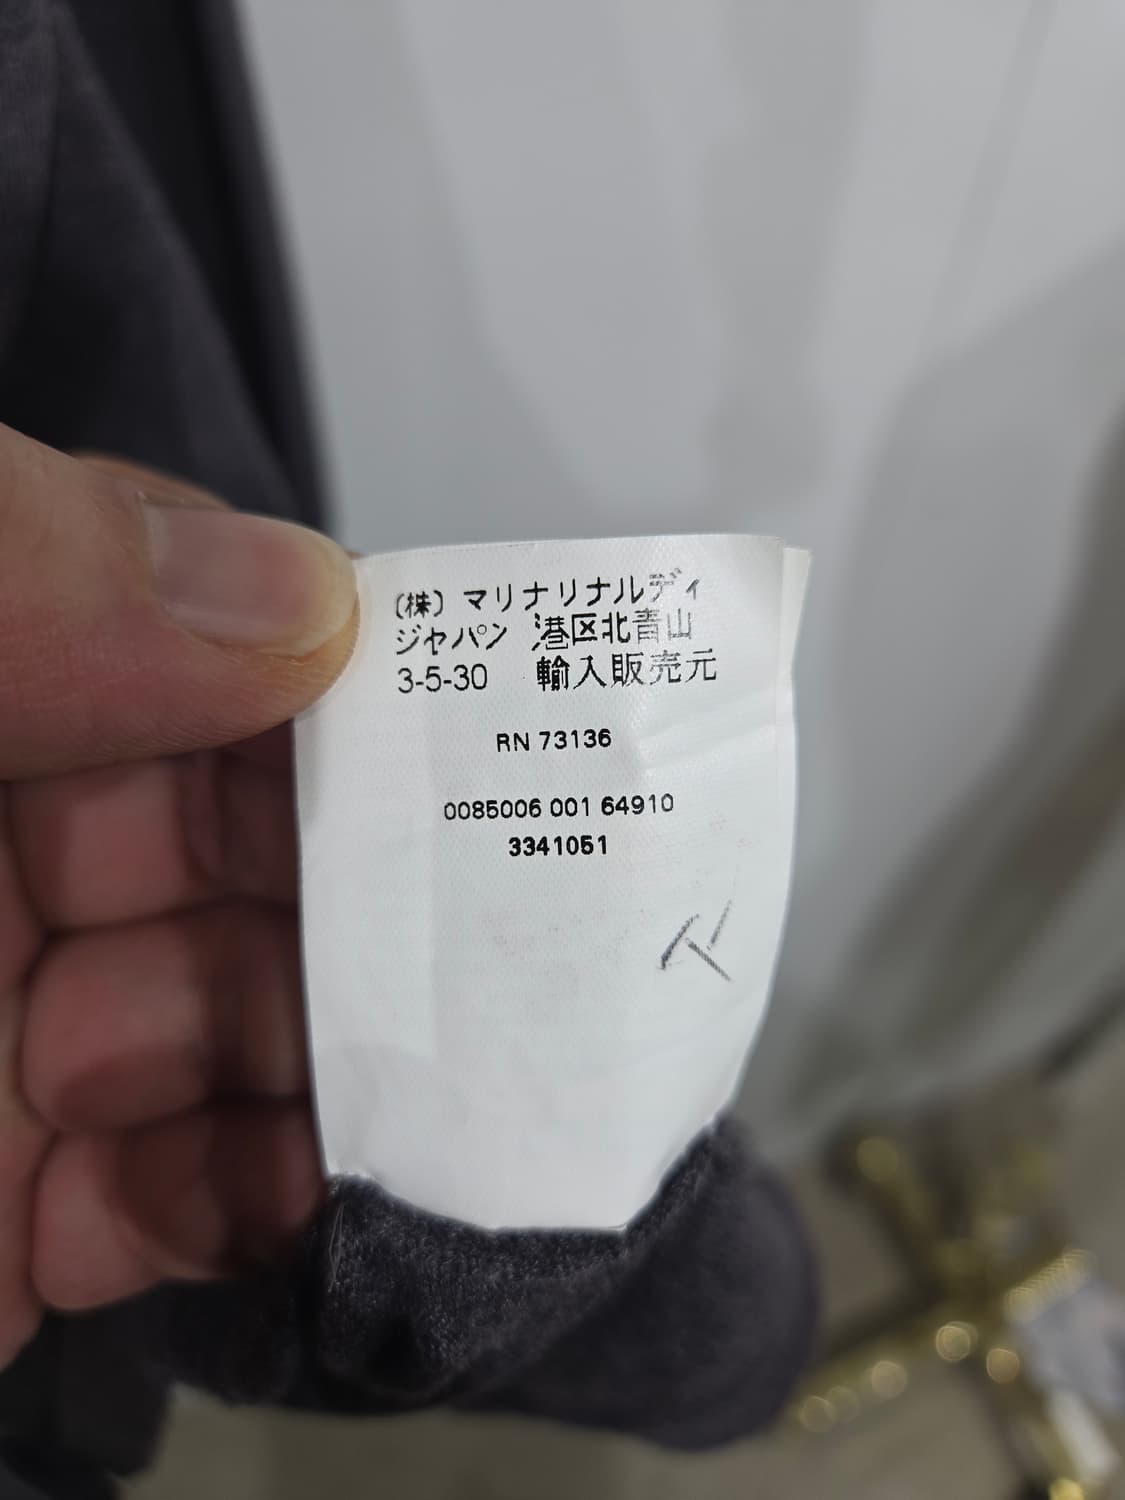 (株) マリナリナルディ
ジャパン 港区北青山
3-5-30 輸入販売元
RN 73136
0085006 001 64910
3341051